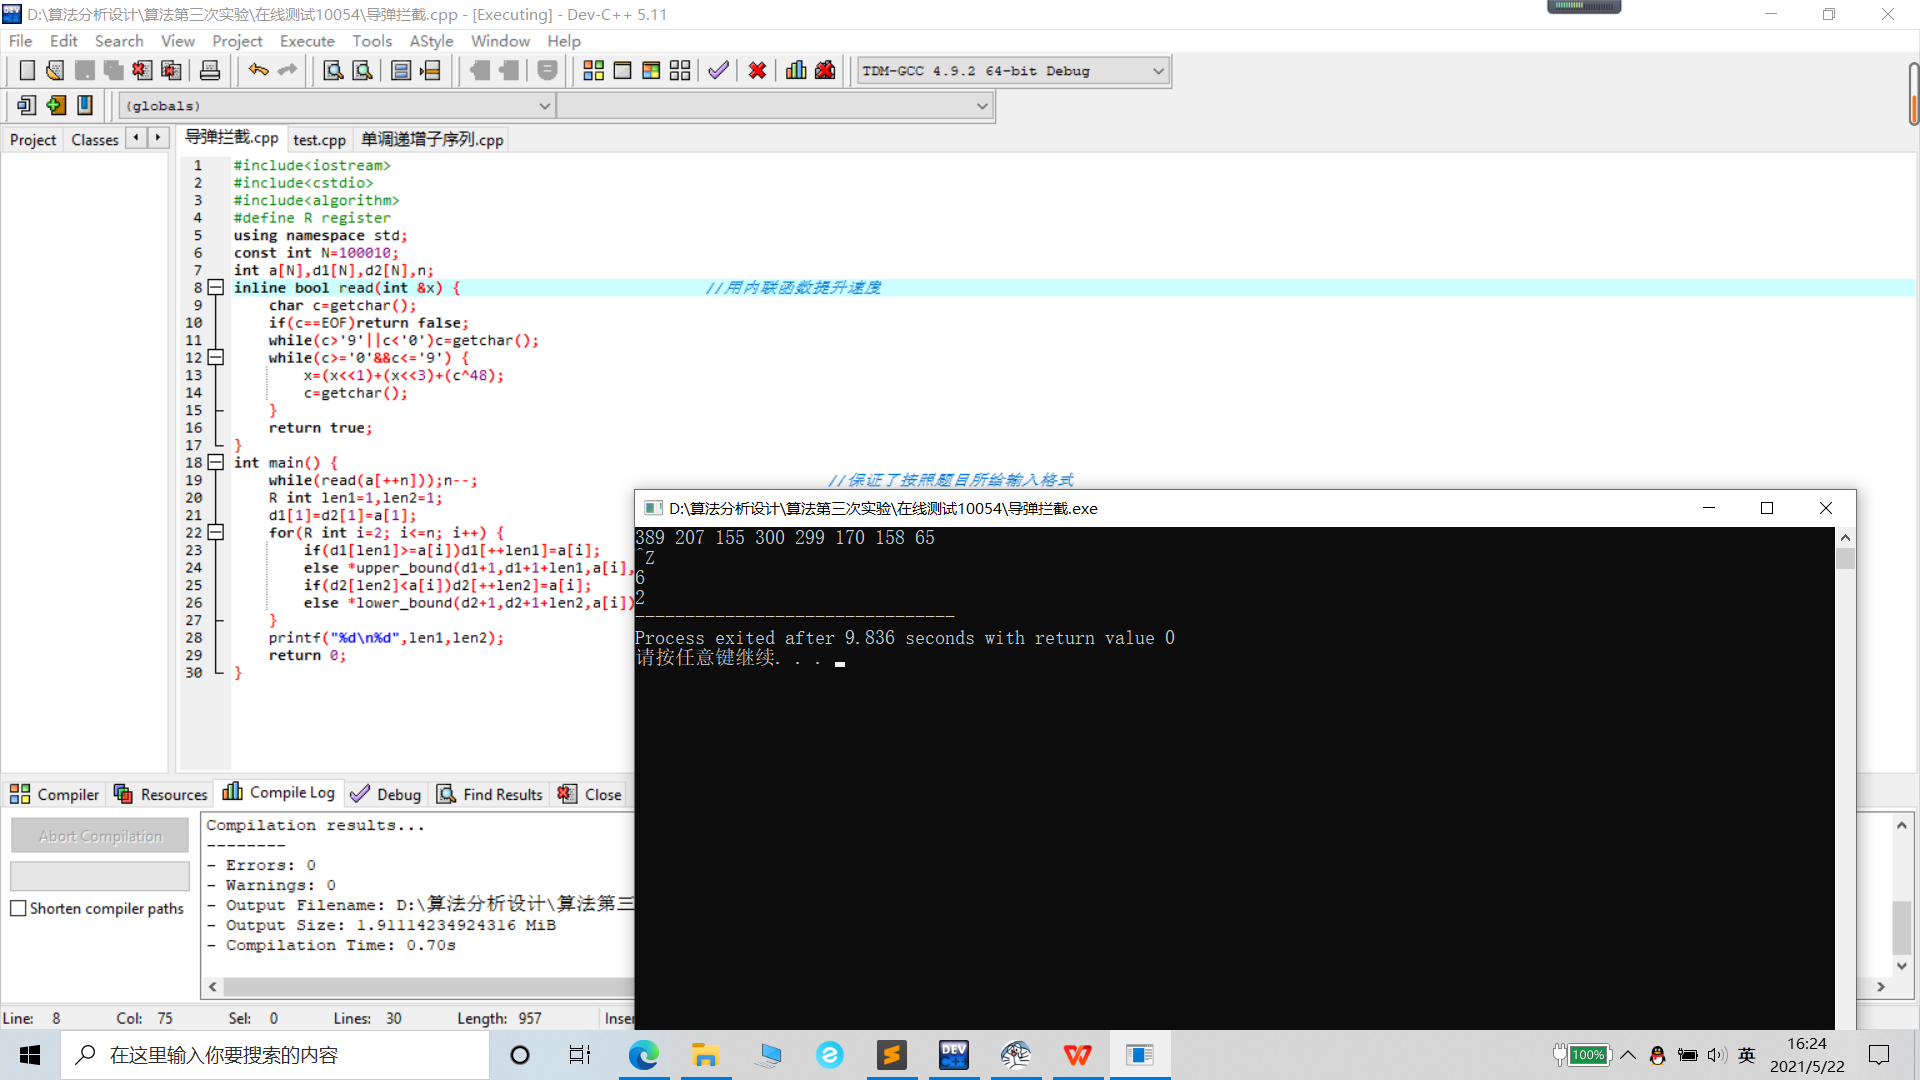 D:\算法分析设计\算法第三次实验\在线测试10054\导弹拦截.cpp - [Executing] - Dev-C++ 5.11
File Edit Search View Project Execute Tools AStyle Window Help
TDM-GCC 4.9.2 64-bit Debug
(globals)
Project Classes 导弹拦截.cpp test.cpp 单调递增子序列.cpp
1 #include<iostream>
2 #include<cstdio>
3 #include<algorithm>
4 #define R register
5 using namespace std;
6 const int N=100010;
7 int a[N],d1[N],d2[N],n;
8 inline bool read(int &x) { //用内联函数提升速度
9 char c=getchar();
10 if(c==EOF)return false;
11 while(c>'9'||c<'0')c=getchar();
12 while(c>='0'&&c<='9') {
13 x=(x<<1)+(x<<3)+(c^48);
14 c=getchar();
15 }
16 return true;
17 }
18 int main() {
19 while(read(a[++n]));n--; //保证了按照题目所给输入格式
20 R int len1=1,len2=1;
21 d1[1]=d2[1]=a[1];
22 for(R int i=2; i<=n; i++) {
23 if(d1[len1]>=a[i])d1[++len1]=a[i];
24 else *upper_bound(d1+1,d1+1+len1,a[i],
25 if(d2[len2]<a[i])d2[++len2]=a[i];
26 else *lower_bound(d2+1,d2+1+len2,a[i])
27 }
28 printf("%d\n%d",len1,len2);
29 return 0;
30 }
D:\算法分析设计\算法第三次实验\在线测试10054\导弹拦截.exe
389 207 155 300 299 170 158 65
^Z
6
2
--------------------------------
Process exited after 9.836 seconds with return value 0
请按任意键继续. . .
Compiler Resources Compile Log Debug Find Results Close
Abort Compilation
Shorten compiler paths
Compilation results...
--------
- Errors: 0
- Warnings: 0
- Output Filename: D:\算法分析设计\算法第三
- Output Size: 1.91114234924316 MiB
- Compilation Time: 0.70s
Line: 8 Col: 75 Sel: 0 Lines: 30 Length: 957 Inser
在这里输入你要搜索的内容
DEV C++
100%
英
16:24
2021/5/22